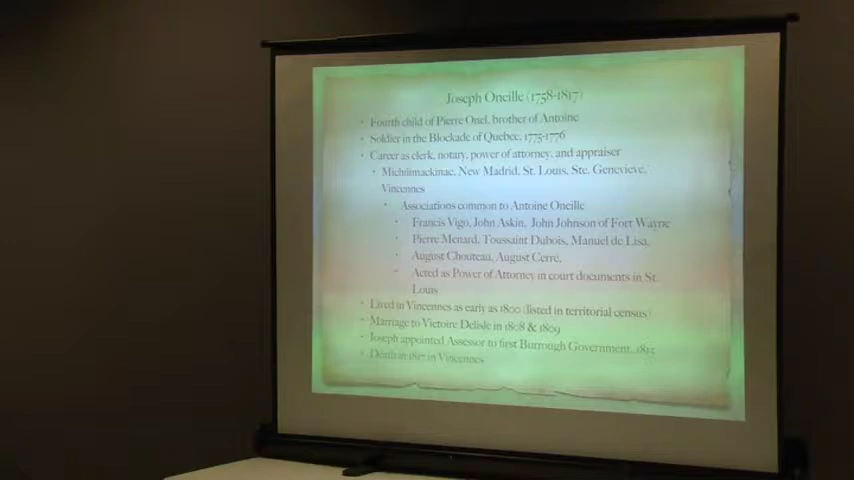 Joseph Oneille (1758-1817)
• Fourth child of Pierre Onel, brother of Antoine
• Soldier in the Blockade of Quebec, 1775-1776
• Career as clerk, notary, power of attorney, and appraiser
• Michilimackinac, New Madrid, St. Louis, Ste. Genevieve,
Vincennes
• Associations common to Antoine Oneille
• Francis Vigo, John Askin, John Johnson of Fort Wayne
• Pierre Menard, Toussaint Dubois, Manuel de Lisa,
• August Chouteau, August Cerre,
• Acted as Power of Attorney in court documents in St.
Louis
• Lived in Vincennes as early as 1800 (listed in territorial census)
• Marriage to Victoire Delisle in 1808 & 1809
• Joseph appointed Assessor to first Burrough Government,
• Death in 1817 in Vincennes